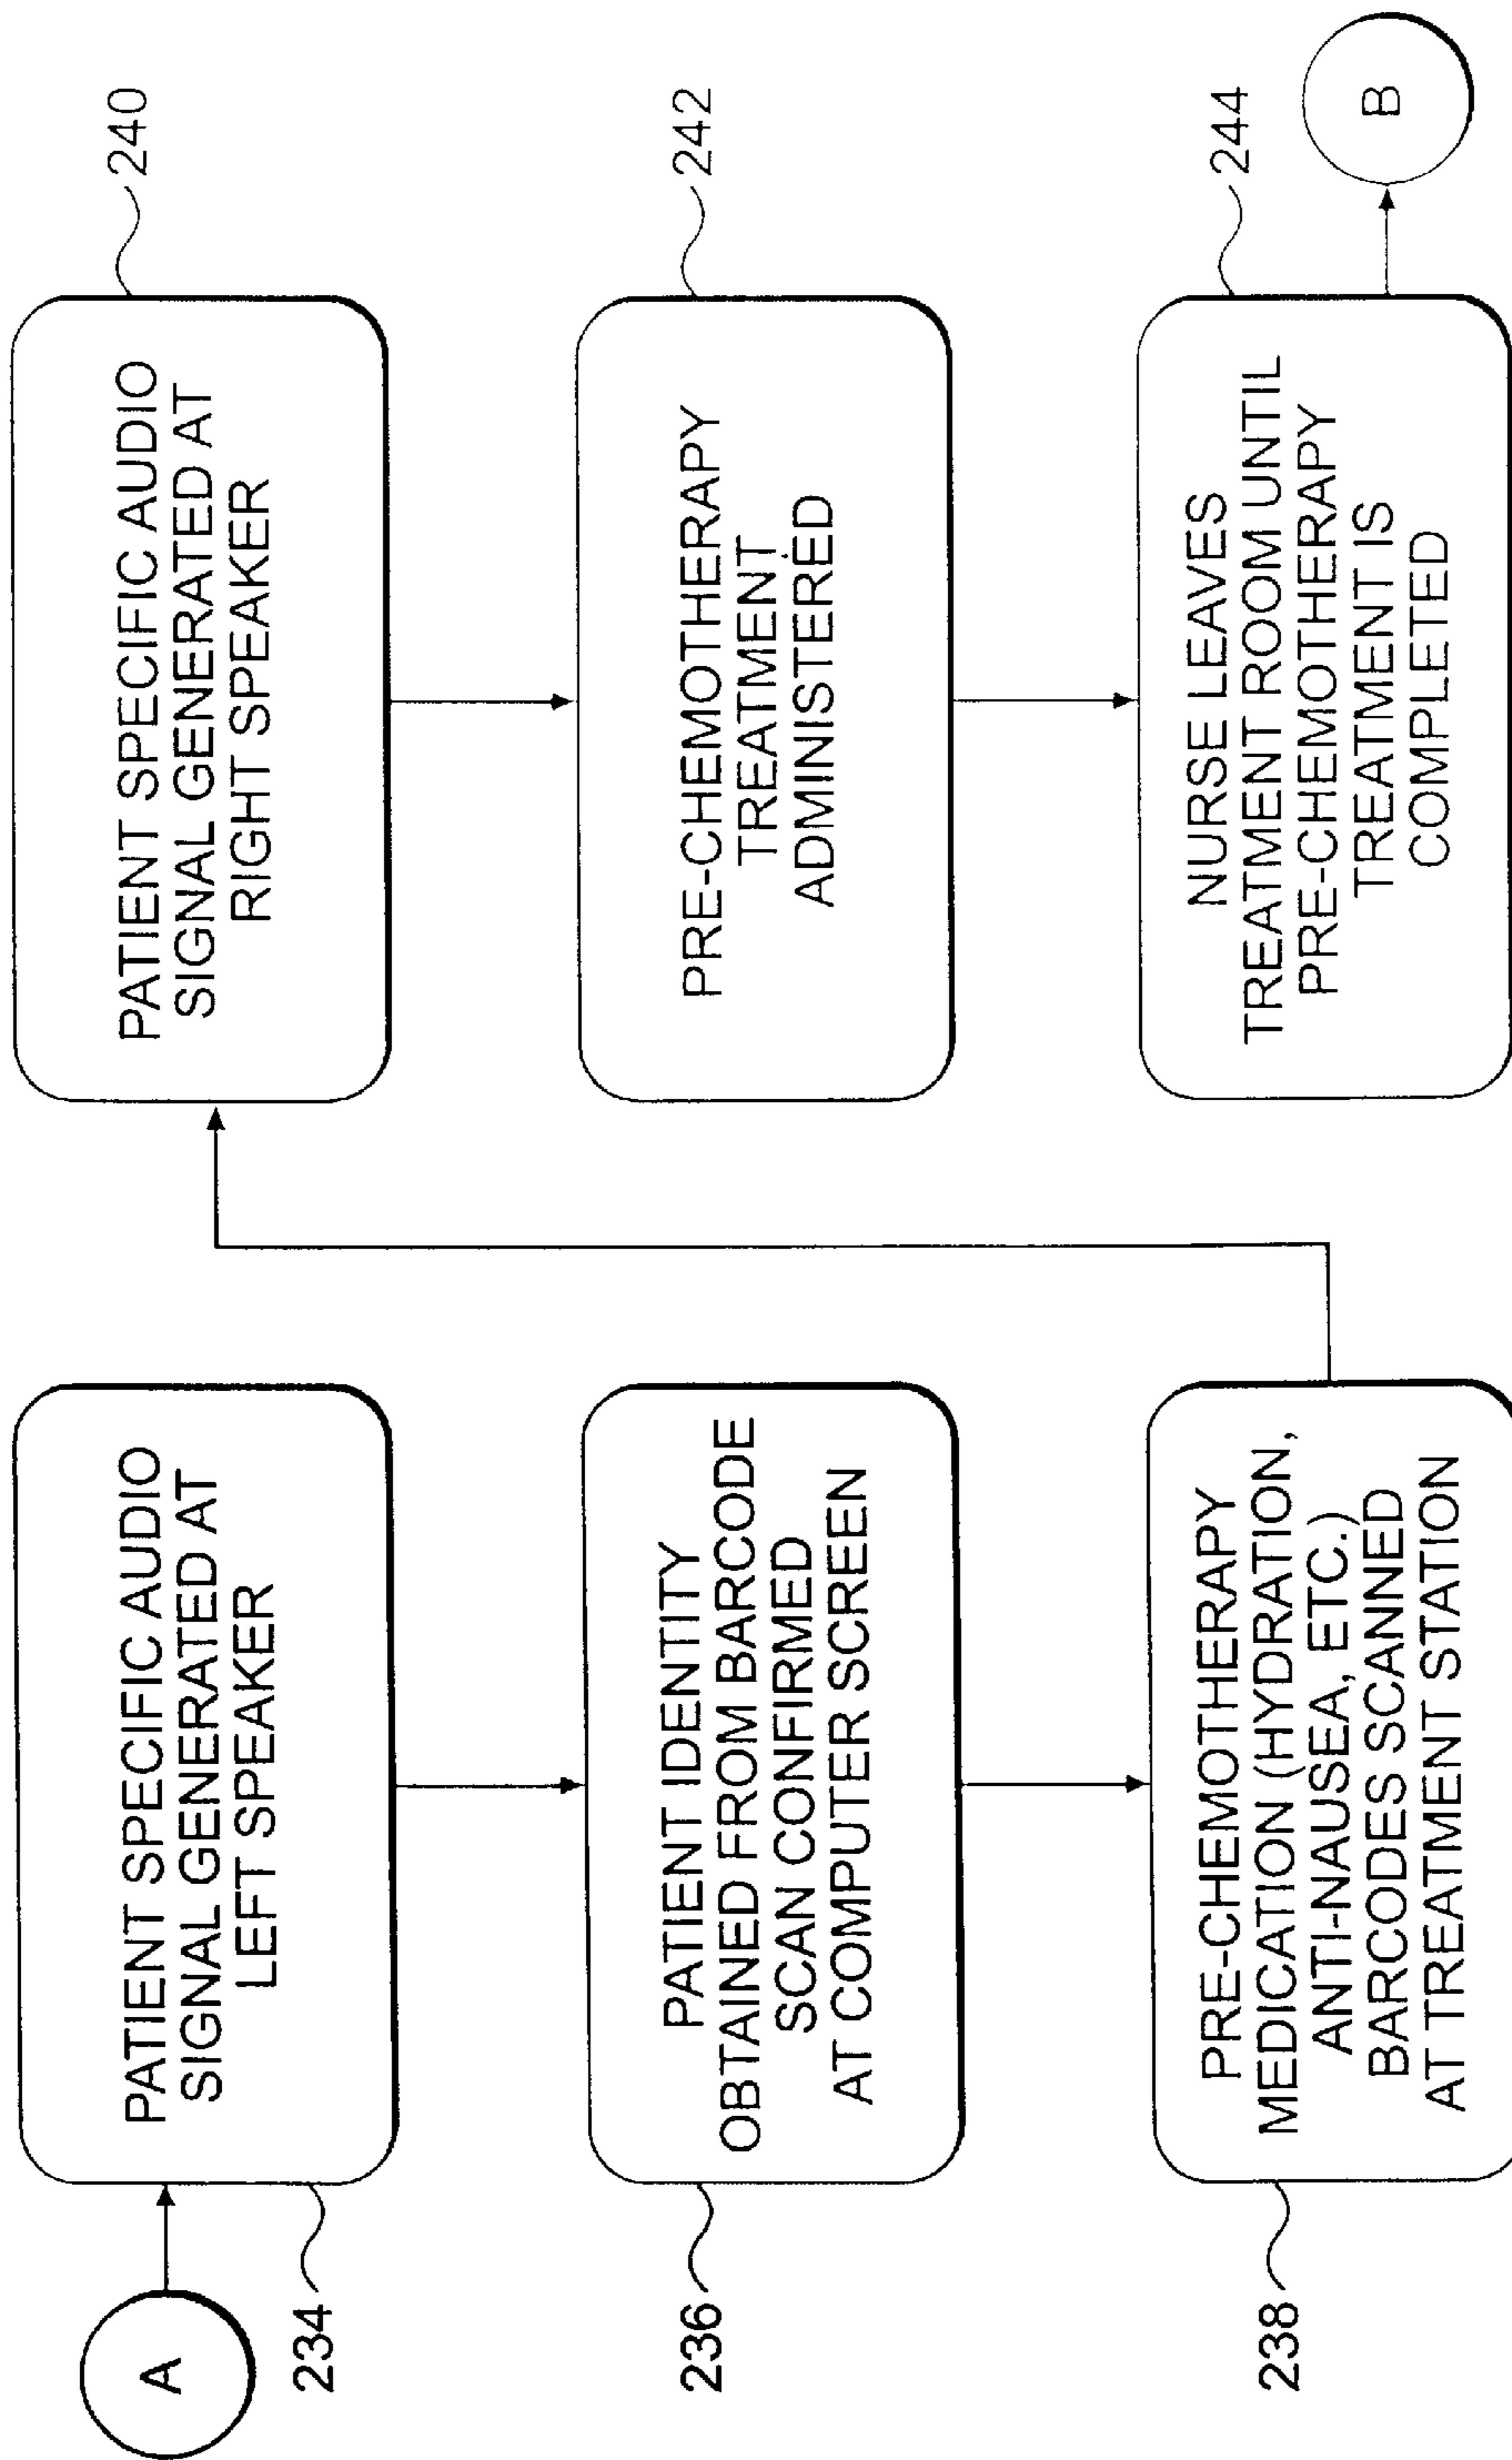 A
234
PATIENT SPECIFIC AUDIO
SIGNAL GENERATED AT
LEFT SPEAKER
236
PATIENT IDENTITY
OBTAINED FROM BARCODE
SCAN CONFIRMED
AT COMPUTER SCREEN
238
PRE-CHEMOTHERAPY
MEDICATION (HYDRATION,
ANTI-NAUSEA, ETC.)
BARCODES SCANNED
AT TREATMENT STATION
240
PATIENT SPECIFIC AUDIO
SIGNAL GENERATED AT
RIGHT SPEAKER
242
PRE-CHEMOTHERAPY
TREATMENT
ADMINISTERED
244
NURSE LEAVES
TREATMENT ROOM UNTIL
PRE-CHEMOTHERAPY
TREATMENT IS
COMPLETED
B